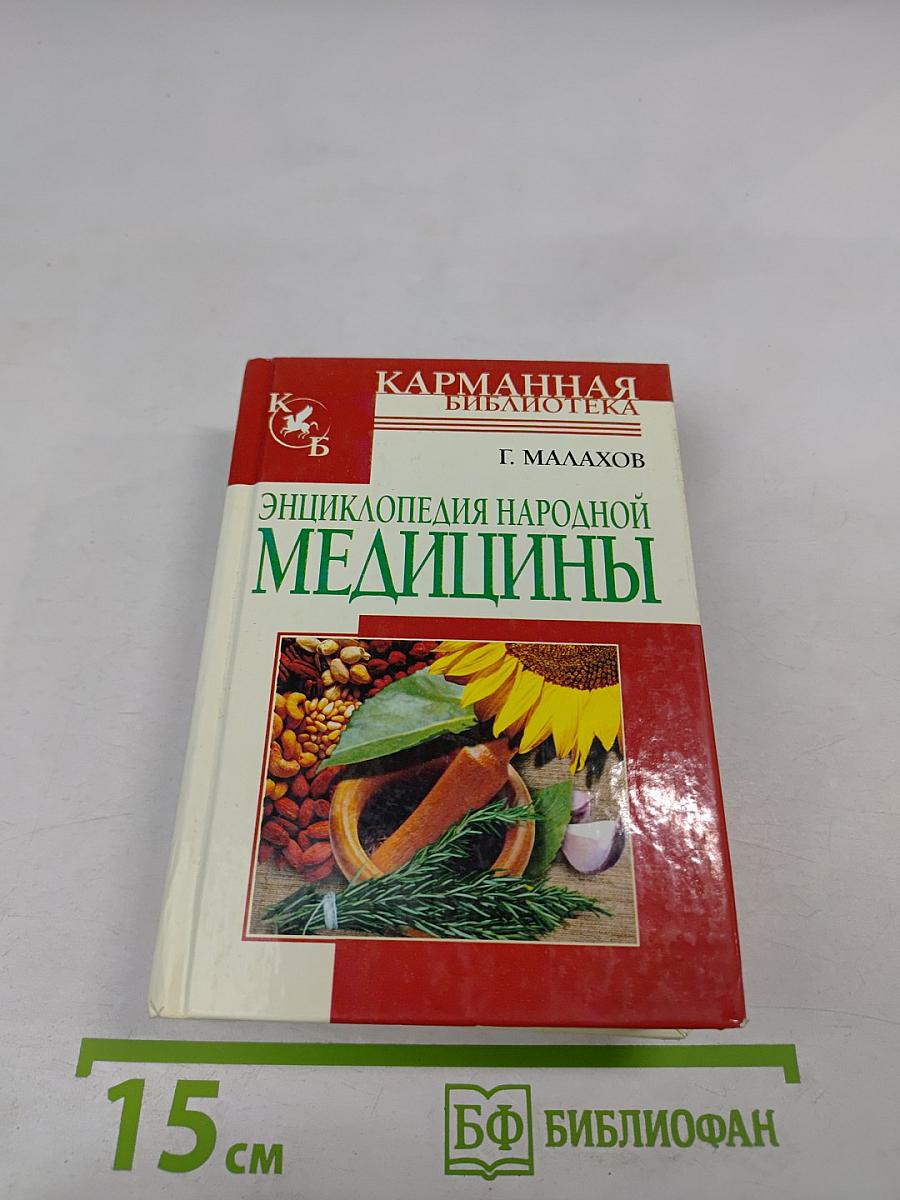 КАРМАННАЯ
БИБЛИОТЕКА
К
Б
Г. МАЛАХОВ
ЭНЦИКЛОПЕДИЯ НАРОДНОЙ
МЕДИЦИНЫ
15 см
БФ БИБЛИОФАН